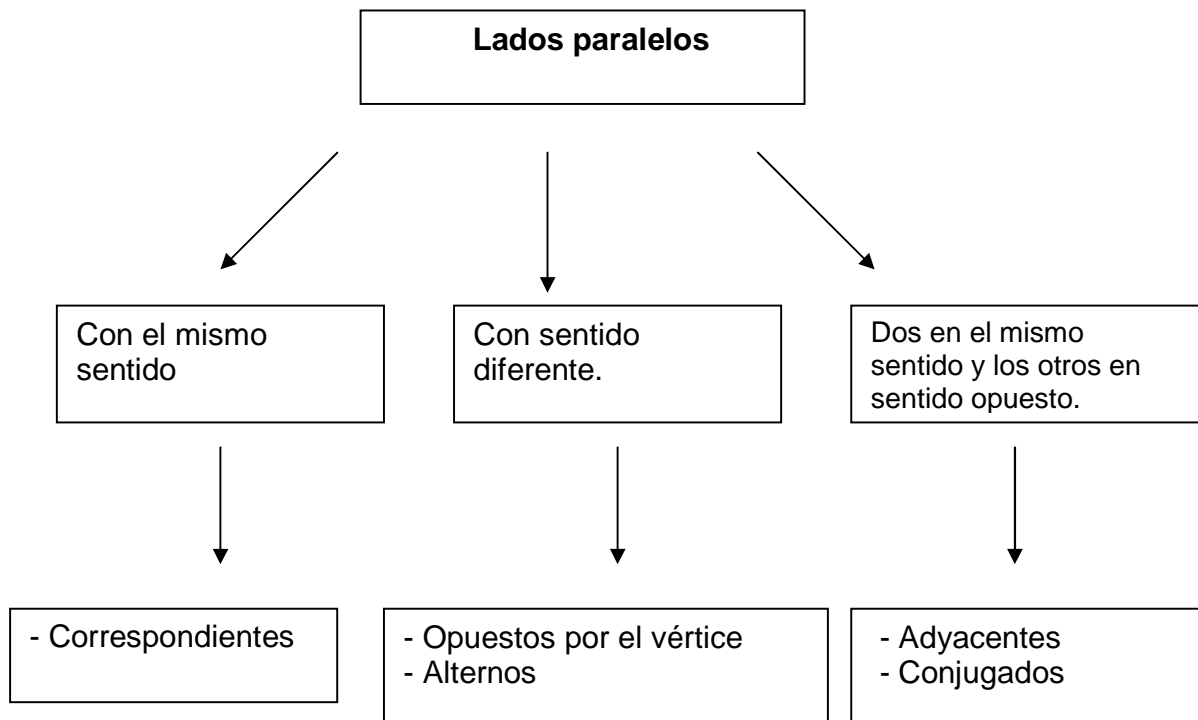 Lados paralelos
Con el mismo
sentido
Con sentido
diferente.
Dos en el mismo
sentido y los otros en
sentido opuesto.
- Correspondientes
- Opuestos por el vértice
- Alternos
- Adyacentes
- Conjugados